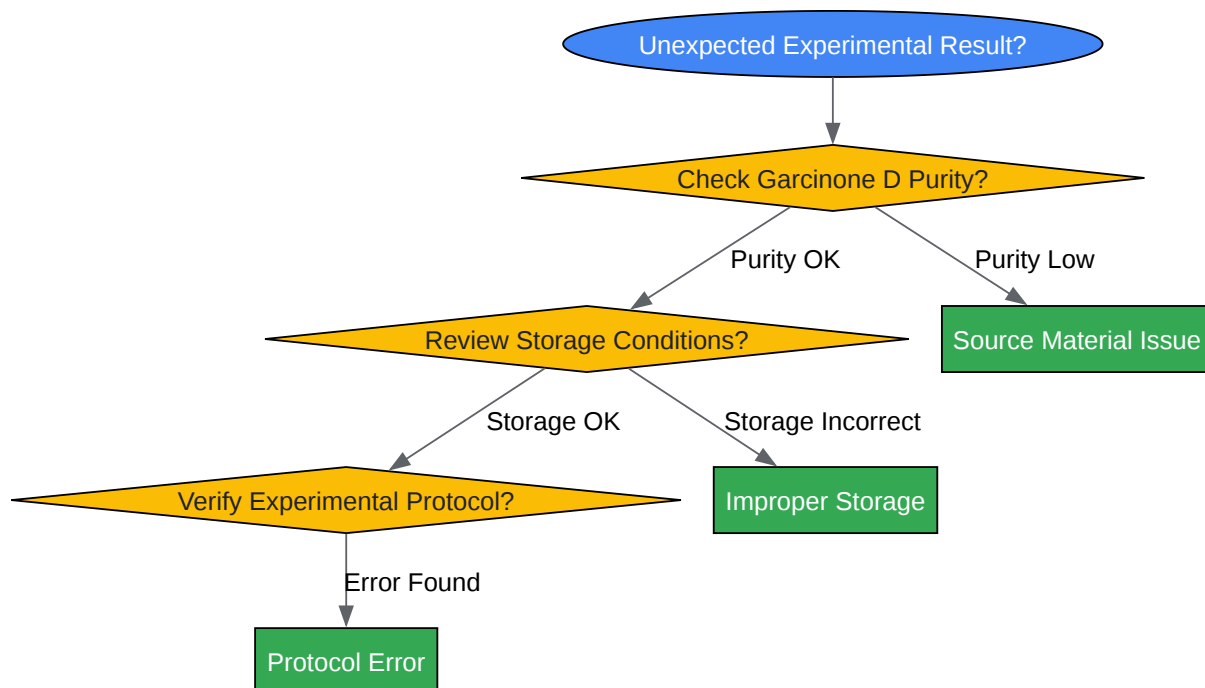 Unexpected Experimental Result?
Check Garcinone D Purity?
Purity OK
Purity Low
Review Storage Conditions?
Source Material Issue
Storage OK
Storage Incorrect
Verify Experimental Protocol?
Improper Storage
Error Found
Protocol Error